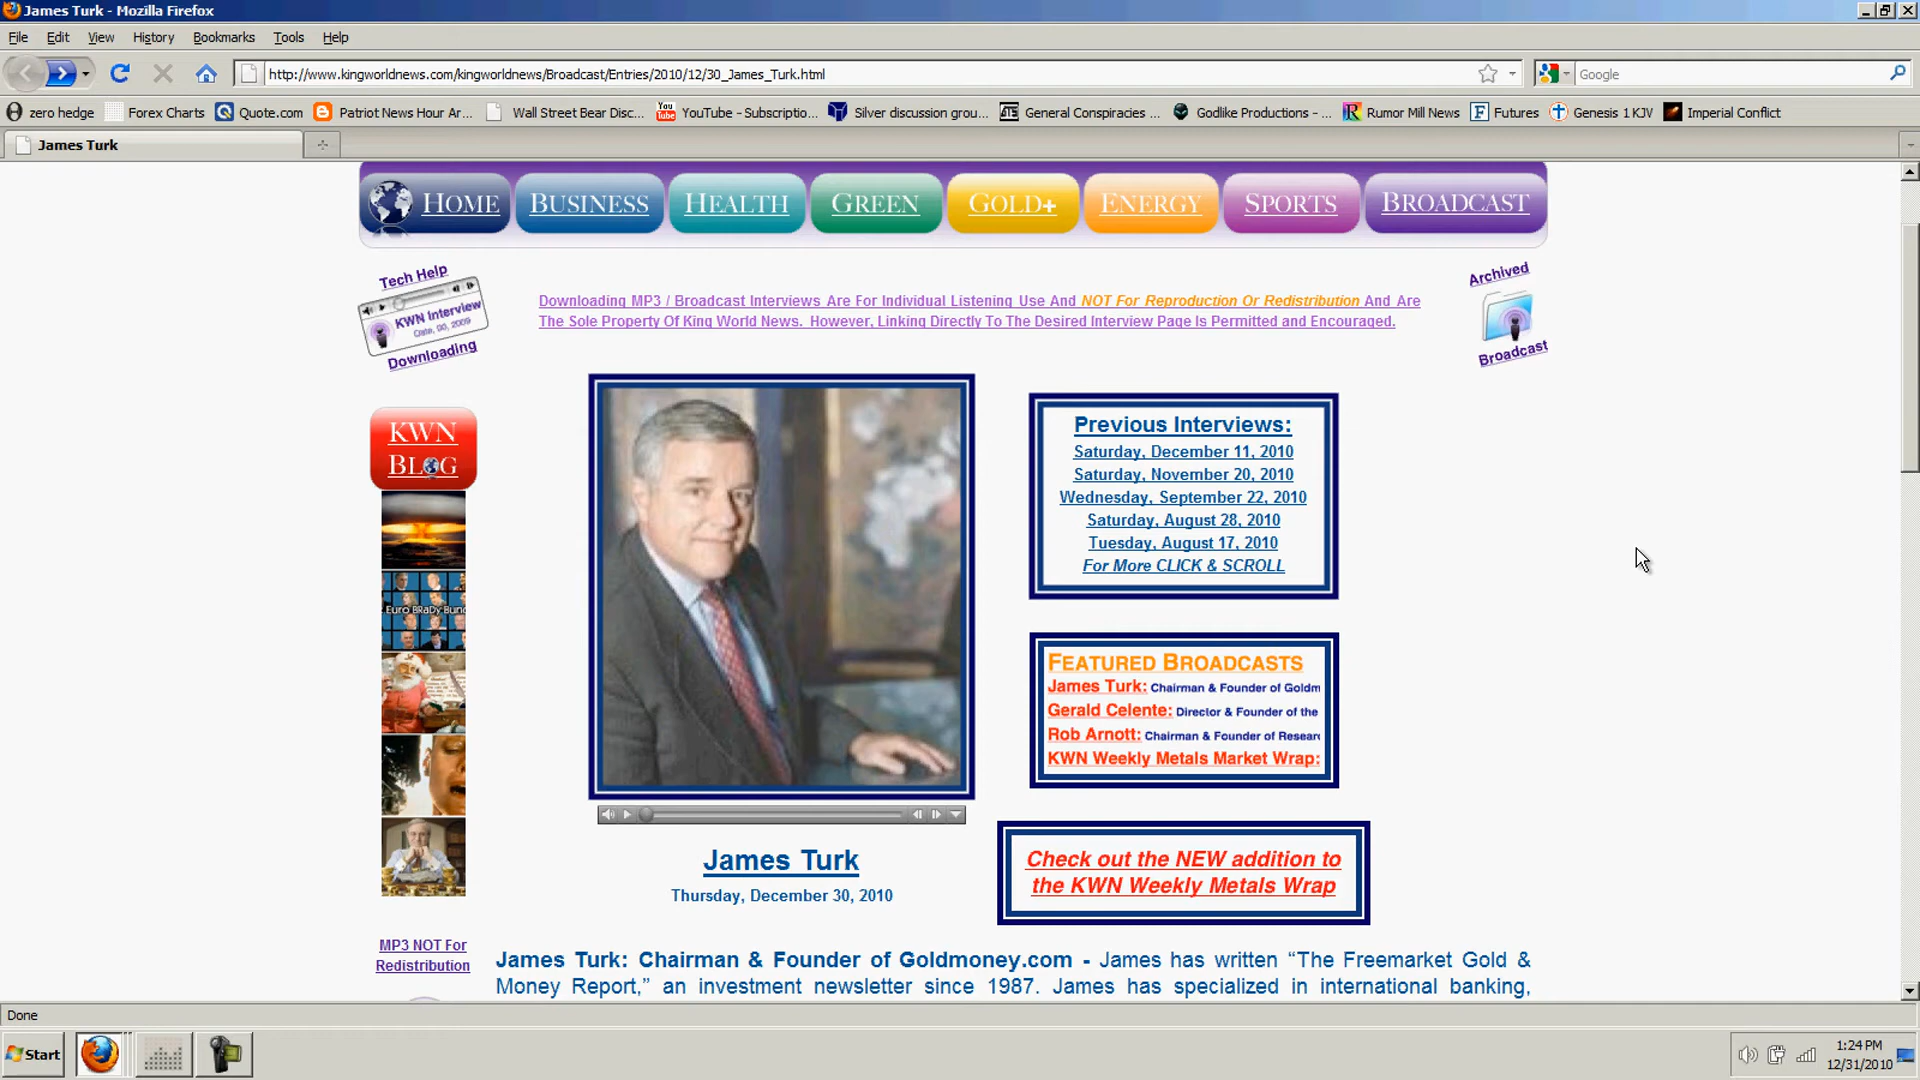 James Turk - Mozilla Firefox
File Edit View History Bookmarks Tools Help
http://www.kingworldnews.com/kingworldnews/Broadcast/Entries/2010/12/30_James_Turk.html
Google
zero hedge Forex Charts Quote.com Patriot News Hour Ar... Wall Street Bear Disc... YouTube - Subscriptio... Silver discussion grou... General Conspiracies ... Godlike Productions - ... Rumor Mill News Futures Genesis 1 KJV Imperial Conflict
James Turk
HOME BUSINESS HEALTH GREEN GOLD+ ENERGY SPORTS BROADCAST
Tech Help
KWN Interview
Date, 00, 2009
Downloading
Downloading MP3 / Broadcast Interviews Are For Individual Listening Use And NOT For Reproduction Or Redistribution And Are
The Sole Property Of King World News. However, Linking Directly To The Desired Interview Page Is Permitted and Encouraged.
Archived
Broadcast
KWN
BLOG
Euro BRaDy Bun
Previous Interviews:
Saturday, December 11, 2010
Saturday, November 20, 2010
Wednesday, September 22, 2010
Saturday, August 28, 2010
Tuesday, August 17, 2010
For More CLICK & SCROLL
FEATURED BROADCASTS
James Turk: Chairman & Founder of Goldm
Gerald Celente: Director & Founder of the
Rob Arnott: Chairman & Founder of Resear
KWN Weekly Metals Market Wrap:
James Turk
Thursday, December 30, 2010
Check out the NEW addition to
the KWN Weekly Metals Wrap
MP3 NOT For
Redistribution
James Turk: Chairman & Founder of Goldmoney.com - James has written “The Freemarket Gold &
Money Report,” an investment newsletter since 1987. James has specialized in international banking,
Done
Start
1:24 PM
12/31/2010